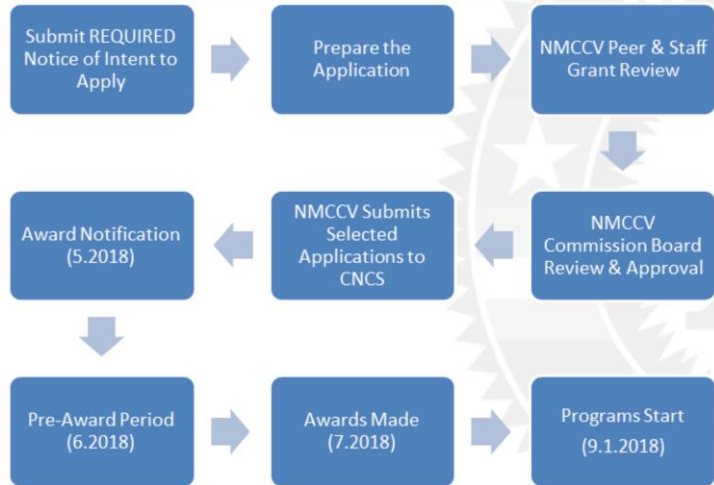 Submit REQUIRED
Notice of Intent to
Apply
Prepare the
Application
NMCCV Peer & Staff
Grant Review
NMCCV
Commission Board
Review & Approval
NMCCV Submits
Selected
Applications to
CNCS
Award Notification
(5.2018)
Pre-Award Period
(6.2018)
Awards Made
(7.2018)
Programs Start
(9.1.2018)